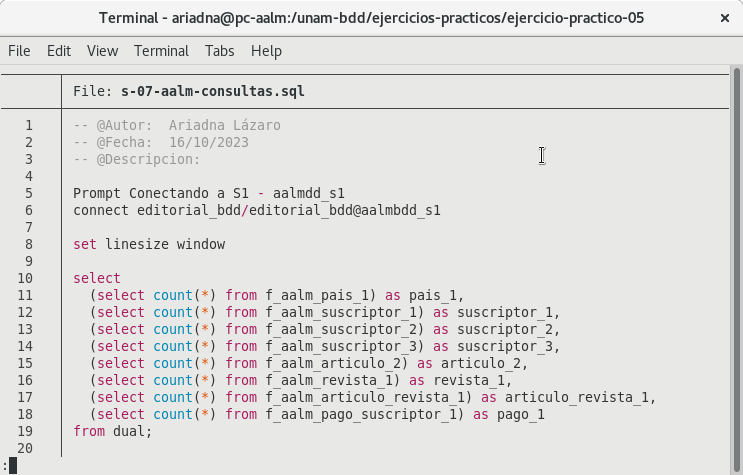 Terminal - ariadna@pc-aalm:/unam-bdd/ejercicios-practicos/ejercicio-practico-05 ×
File Edit View Terminal Tabs Help
File: s-07-aalm-consultas.sql
1 -- @Autor:  Ariadna Lázaro
2 -- @Fecha:  16/10/2023
3 -- @Descripcion:
4
5 Prompt Conectando a S1 - aalmdd_s1
6 connect editorial_bdd/editorial_bdd@aalmbdd_s1
7
8 set linesize window
9
10 select
11   (select count(*) from f_aalm_pais_1) as pais_1,
12   (select count(*) from f_aalm_suscriptor_1) as suscriptor_1,
13   (select count(*) from f_aalm_suscriptor_2) as suscriptor_2,
14   (select count(*) from f_aalm_suscriptor_3) as suscriptor_3,
15   (select count(*) from f_aalm_articulo_2) as articulo_2,
16   (select count(*) from f_aalm_revista_1) as revista_1,
17   (select count(*) from f_aalm_articulo_revista_1) as articulo_revista_1,
18   (select count(*) from f_aalm_pago_suscriptor_1) as pago_1
19 from dual;
20
: